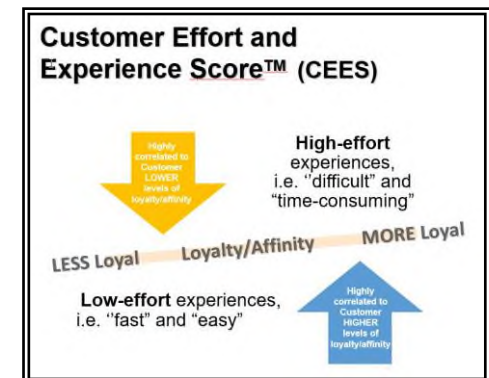 Customer Effort and
Experience Score™ (CEES)
Highly
correlated to
Customer
LOWER
levels of
loyalty/affinity
High-effort
experiences,
i.e. "difficult" and
"time-consuming"
LESS Loyal Loyalty/Affinity MORE Loyal
Low-effort experiences,
i.e. "fast" and "easy"
Highly
correlated to
Customer
HIGHER
levels of
loyalty/affinity